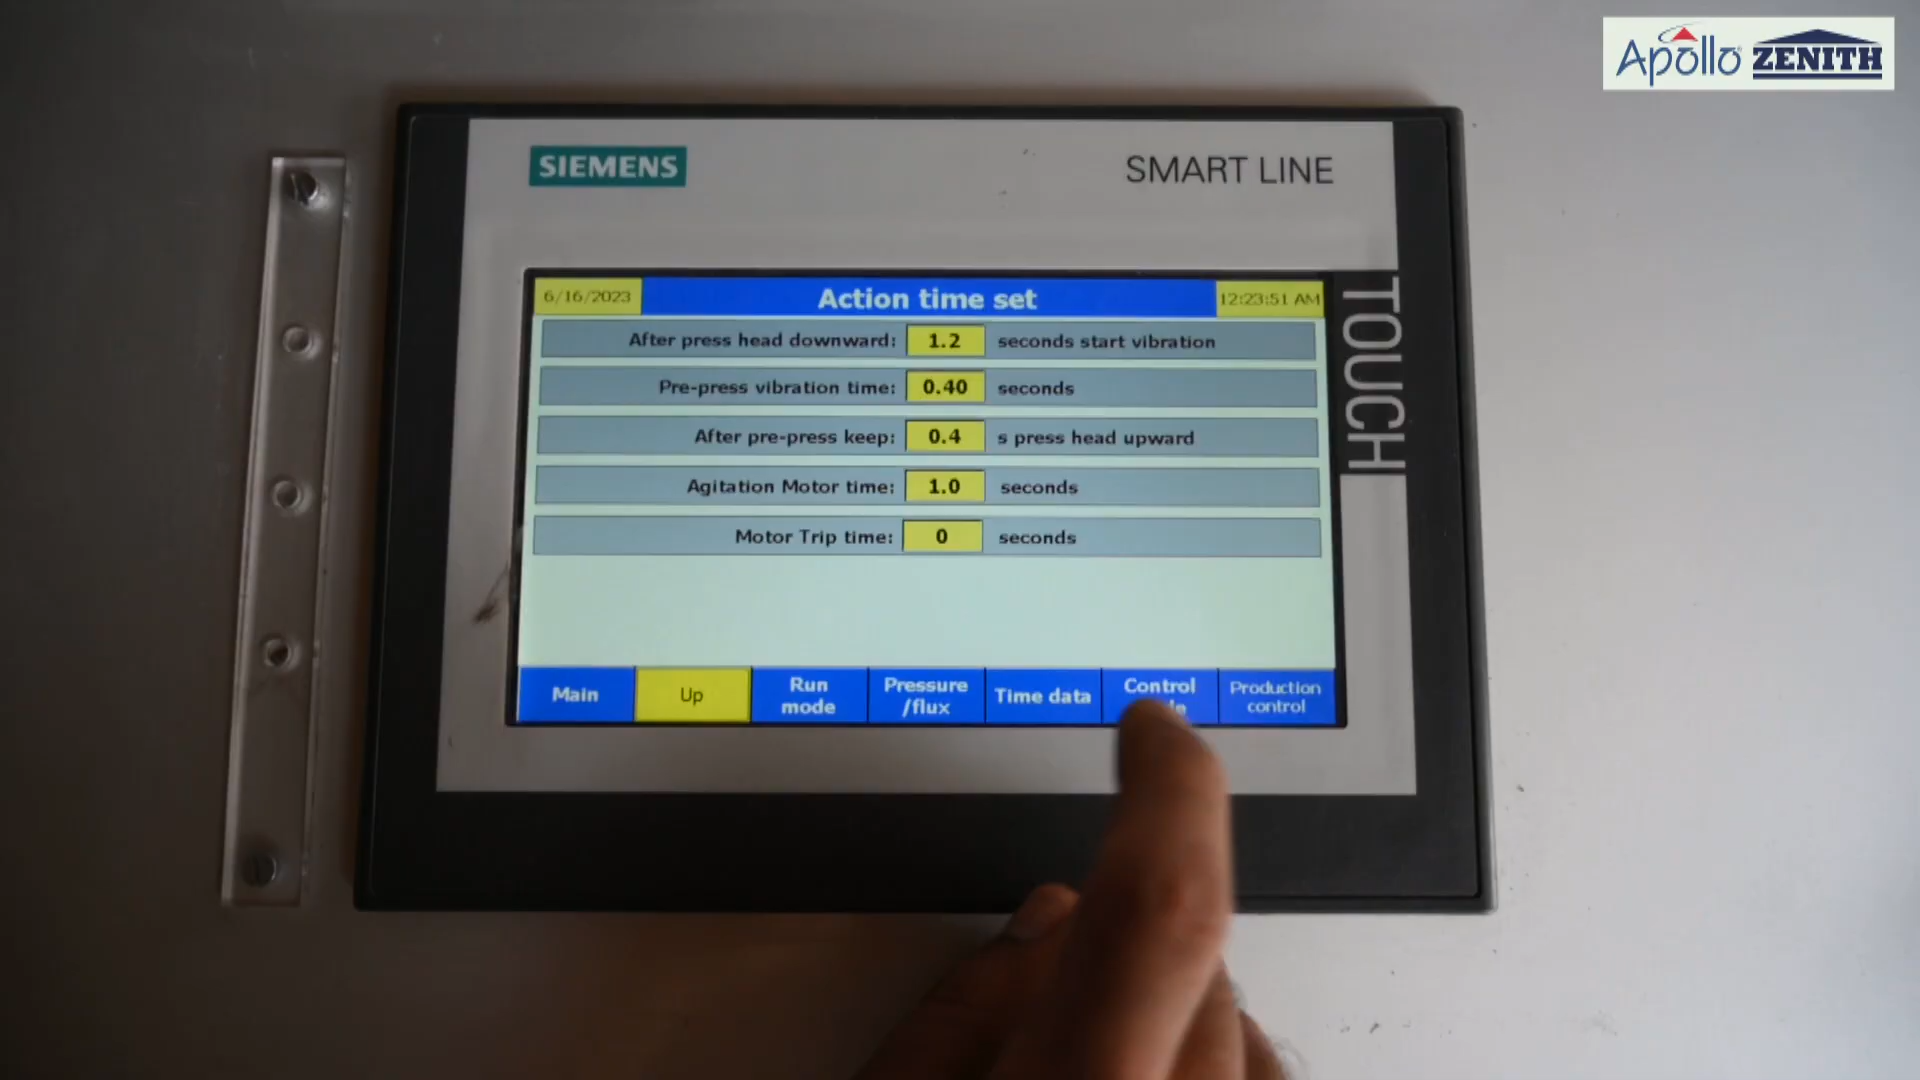 Apollo ZENITH
SIEMENS
SMART LINE
TOUCH
6/16/2023
Action time set
12:23:51 AM
After press head downward: 1.2 seconds start vibration
Pre-press vibration time: 0.40 seconds
After pre-press keep: 0.4 s press head upward
Agitation Motor time: 1.0 seconds
Motor Trip time: 0 seconds
Main
Up
Run
mode
Pressure
/flux
Time data
Control
Production
control